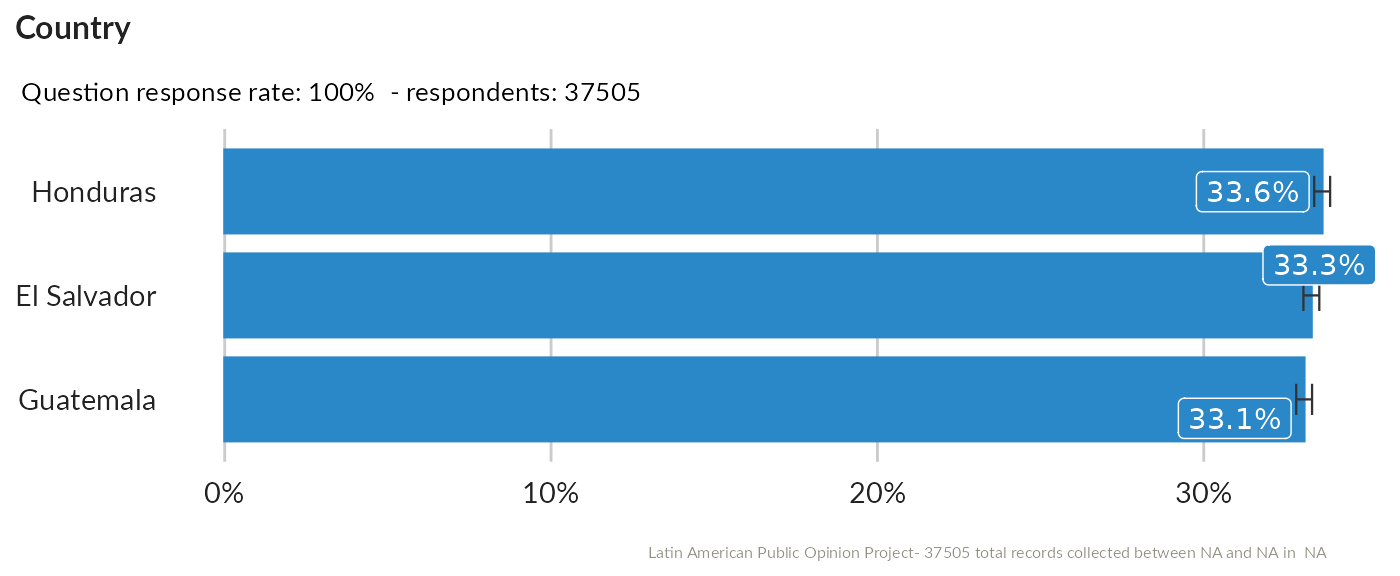 Country
Question response rate: 100% - respondents: 37505
Honduras 33.6%
33.3%
El Salvador
Guatemala
33.1%
0% 10% 20% 30%
Latin American Public Opinion Project- 37505 total records collected between NA and NA in NA